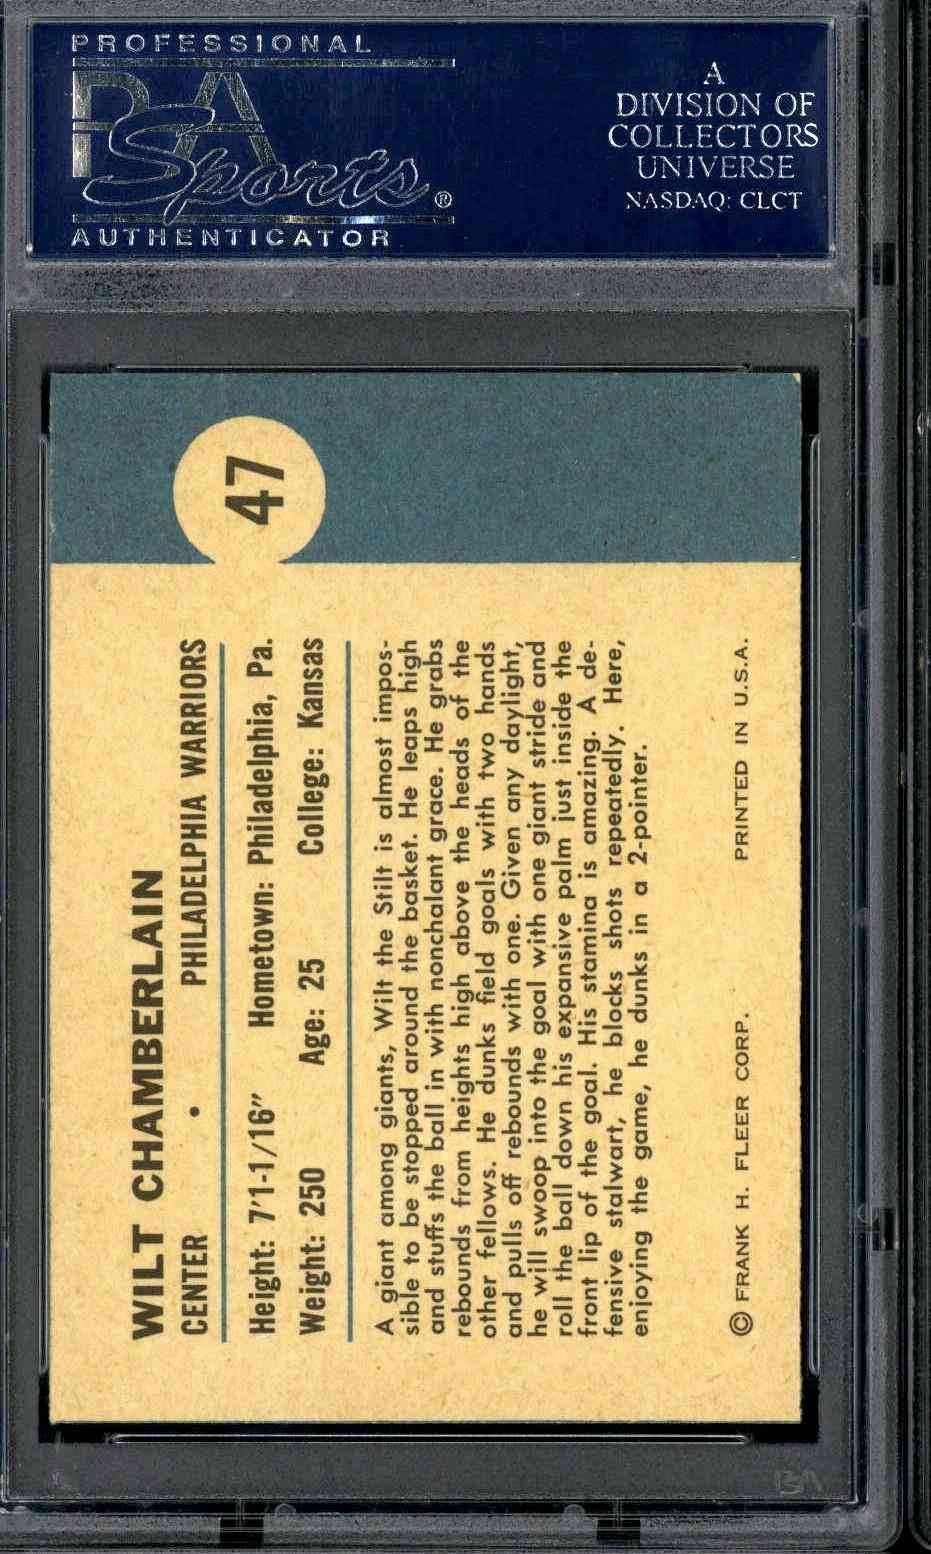 PROFESSIONAL
PSA
Sports®
AUTHENTICATOR
A
DIVISION OF
COLLECTORS
UNIVERSE
NASDAQ: CLCT
47
WILT CHAMBERLAIN
CENTER • PHILADELPHIA WARRIORS
Height: 7'1-1/16" Hometown: Philadelphia, Pa.
Weight: 250 Age: 25 College: Kansas
A giant among giants, Wilt the Stilt is almost impos-
sible to be stopped around the basket. He leaps high
and stuffs the ball in with nonchalant grace. He grabs
rebounds from heights high above the heads of the
other fellows. He dunks field goals with two hands
and pulls off rebounds with one. Given any daylight,
he will swoop into the goal with one giant stride and
roll the ball down his expansive palm just inside the
front lip of the goal. His stamina is amazing. A de-
fensive stalwart, he blocks shots repeatedly. Here,
enjoying the game, he dunks in a 2-pointer.
© FRANK H. FLEER CORP. PRINTED IN U.S.A.